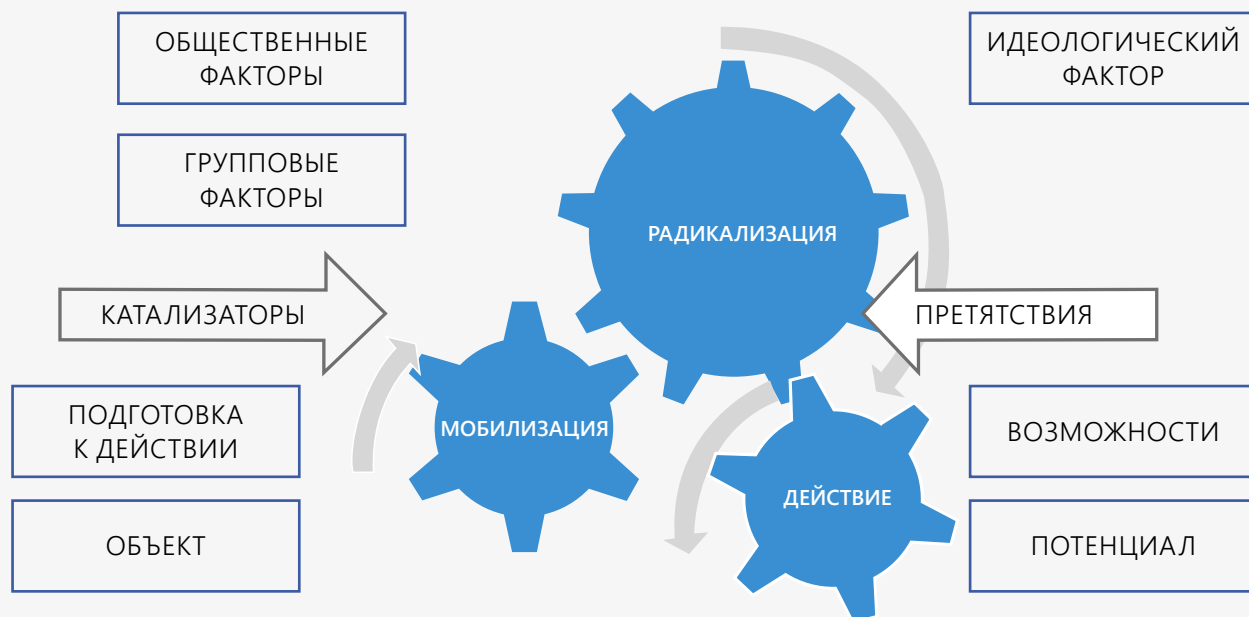 ОБЩЕСТВЕННЫЕ
ФАКТОРЫ
ИДЕОЛОГИЧЕСКИЙ
ФАКТОР
ГРУППОВЫЕ
ФАКТОРЫ
РАДИКАЛИЗАЦИЯ
КАТАЛИЗАТОРЫ
ПРЕТЯТСТВИЯ
ПОДГОТОВКА
К ДЕЙСТВИИ
МОБИЛИЗАЦИЯ
ВОЗМОЖНОСТИ
ДЕЙСТВИЕ
ОБЪЕКТ
ПОТЕНЦИАЛ